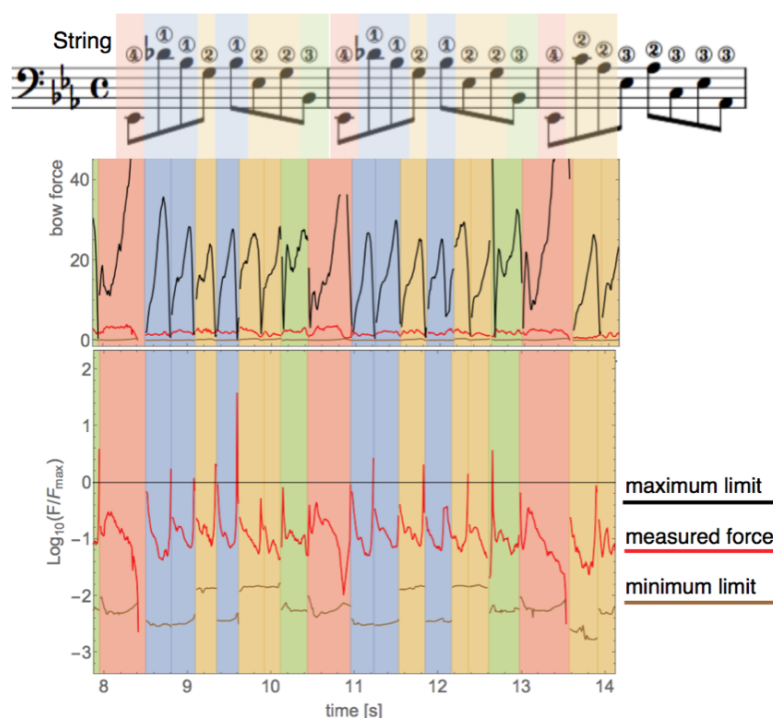 String
④ ① ① ② ① ② ② ③ ④ ① ① ② ① ② ② ③ ④ ② ② ③ ② ③ ③ ③
bow force
40
20
0
Log10(F/Fmax)
2
1
0
-1
-2
-3
8 9 10 11 12 13 14
time [s]
maximum limit
measured force
minimum limit